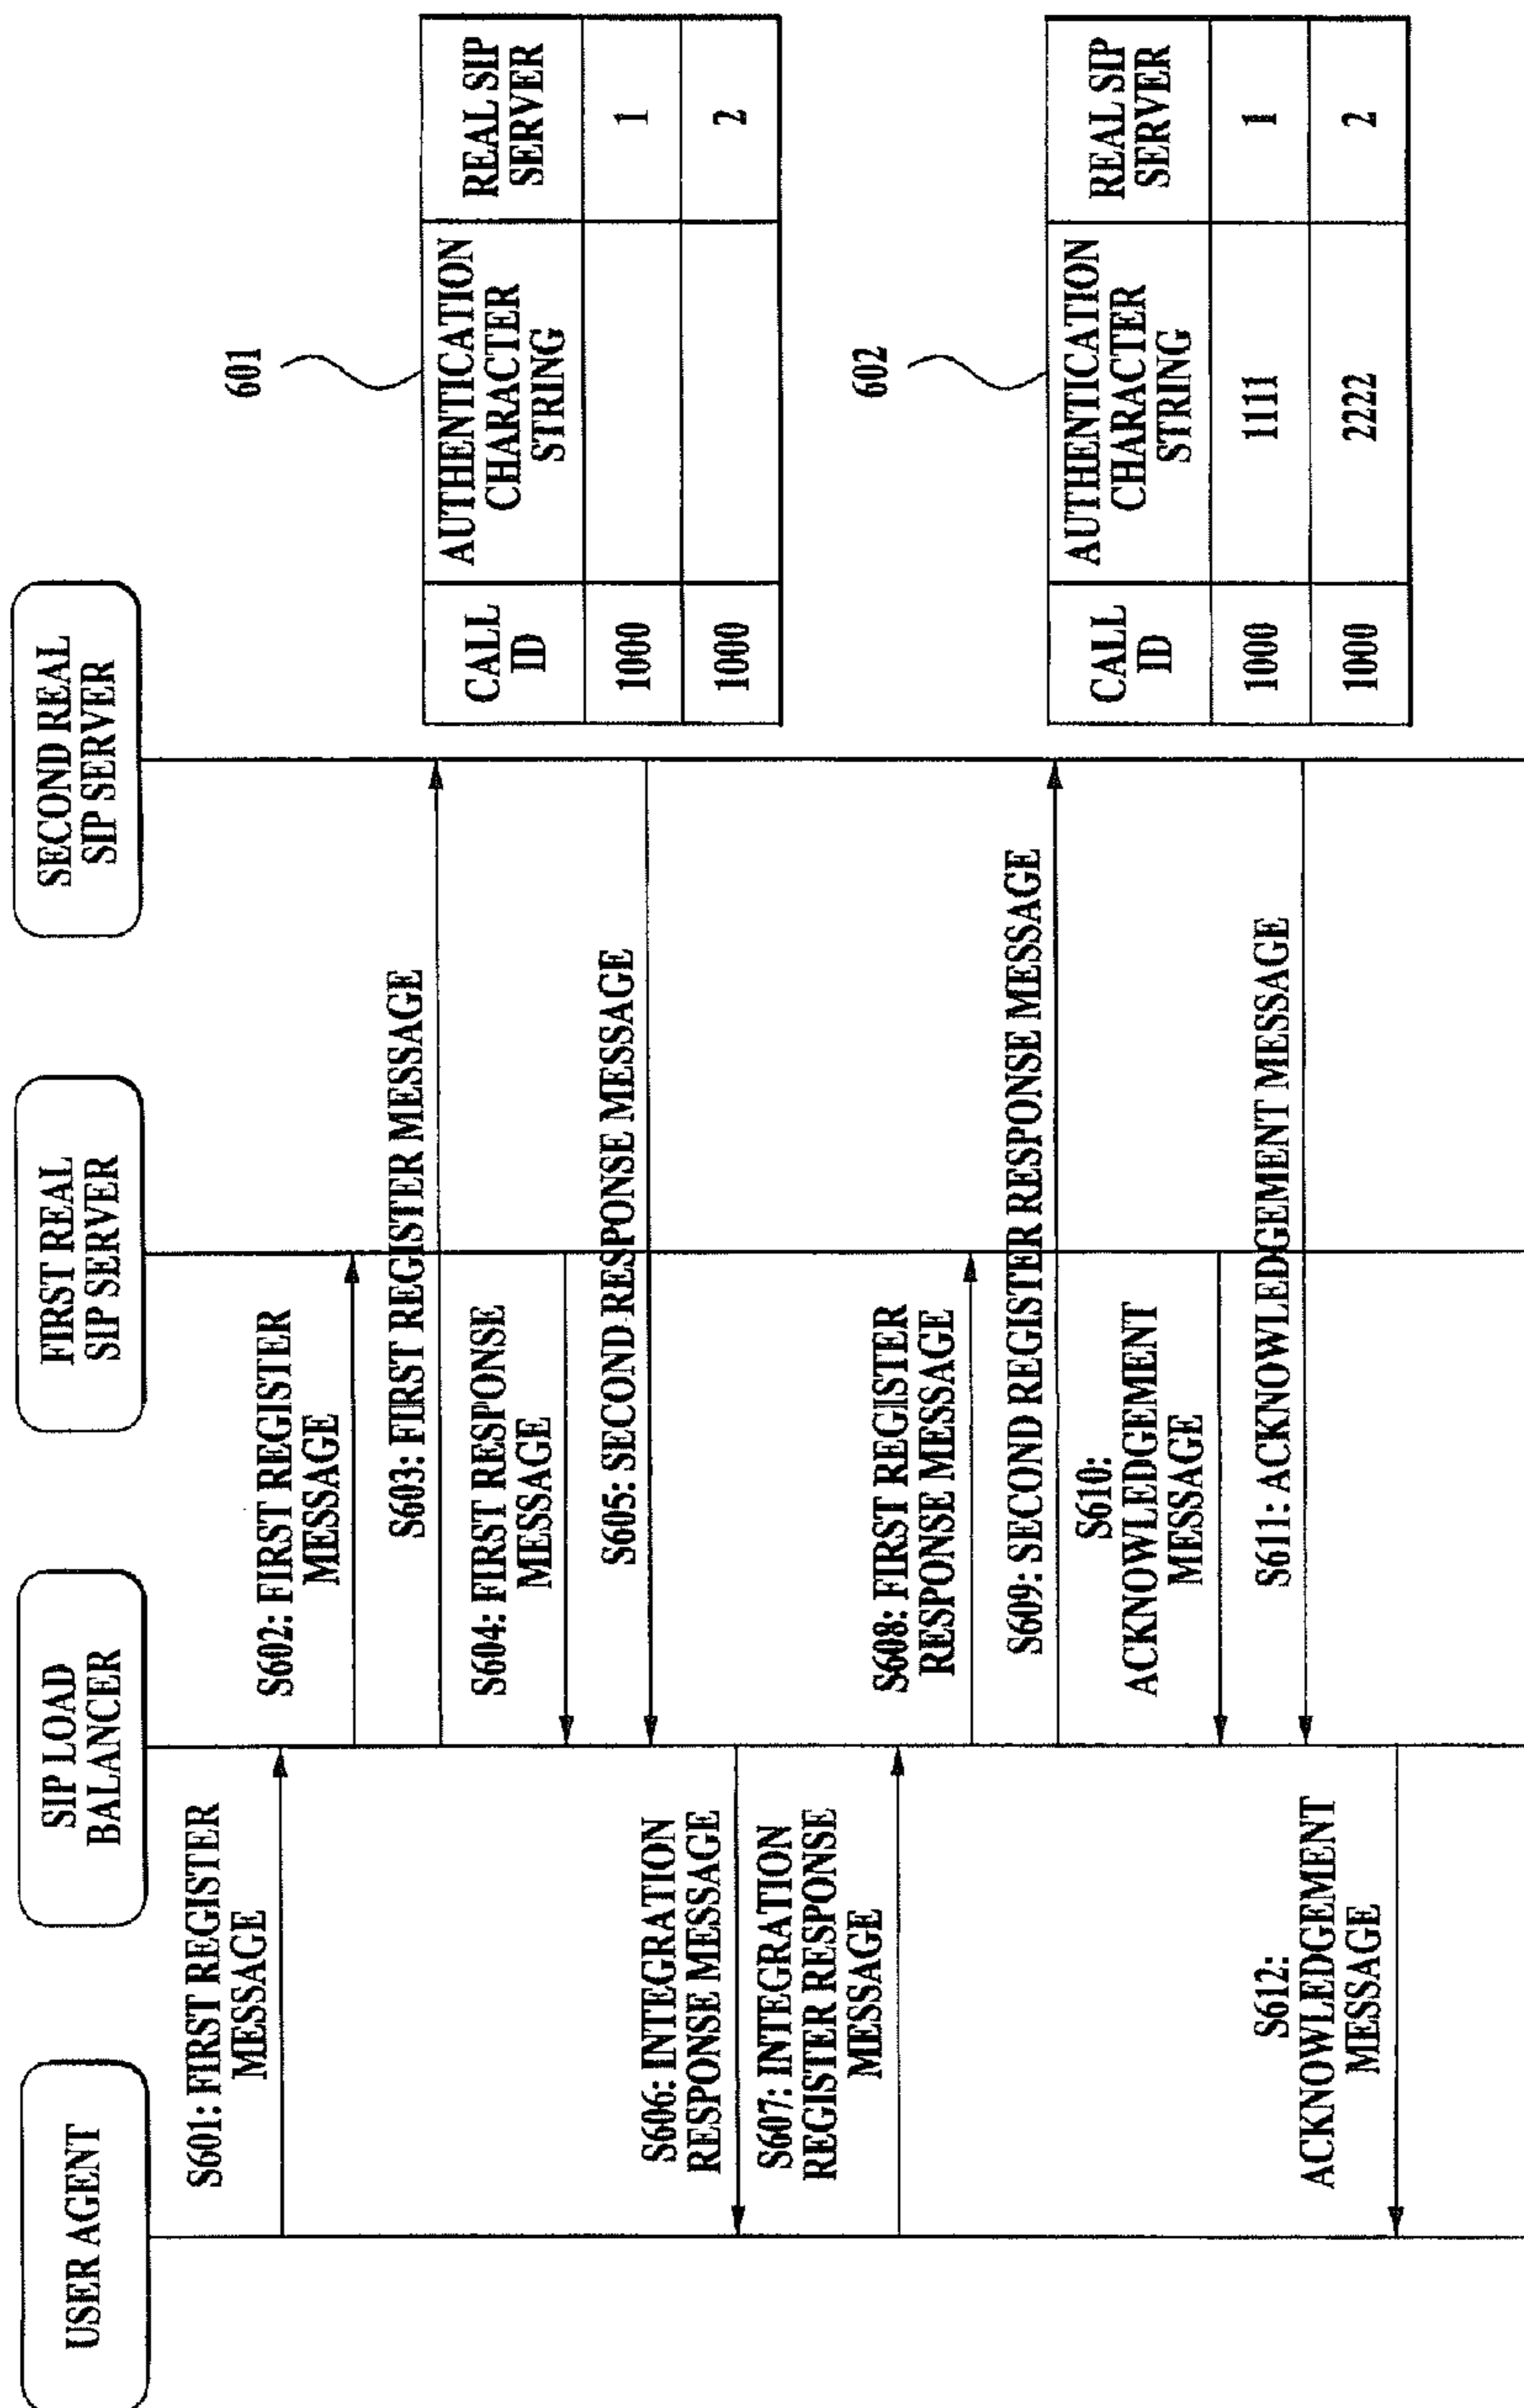 USER AGENT
SIP LOAD
BALANCER
FIRST REAL
SIP SERVER
SECOND REAL
SIP SERVER
S601: FIRST REGISTER
MESSAGE
S602: FIRST REGISTER
MESSAGE
S603: FIRST REGISTER MESSAGE
S604: FIRST RESPONSE
MESSAGE
S605: SECOND RESPONSE MESSAGE
S606: INTEGRATION
RESPONSE MESSAGE
S607: INTEGRATION
REGISTER RESPONSE
MESSAGE
S608: FIRST REGISTER
RESPONSE MESSAGE
S609: SECOND REGISTER RESPONSE MESSAGE
S610:
ACKNOWLEDGEMENT
MESSAGE
S611: ACKNOWLEDGEMENT MESSAGE
S612:
ACKNOWLEDGEMENT
MESSAGE
601
CALL
ID
AUTHENTICATION
CHARACTER
STRING
REAL SIP
SERVER
1000 1
1000 2
602
CALL
ID
AUTHENTICATION
CHARACTER
STRING
REAL SIP
SERVER
1000 1111 1
1000 2222 2